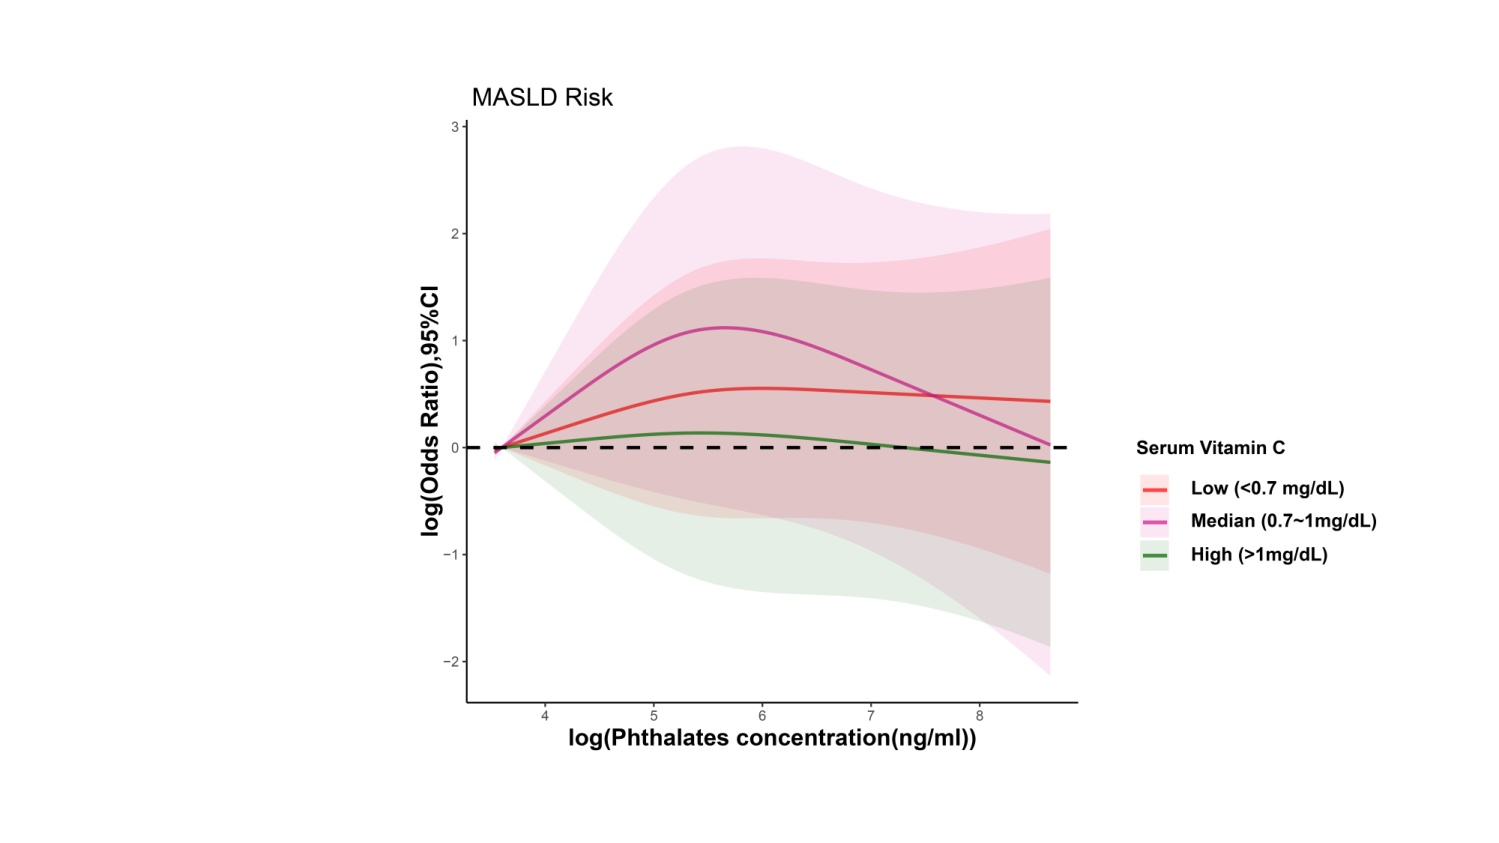 MASLD Risk
3
2
1
0
−1
−2
log(Odds Ratio),95%CI
4 5 6 7 8
log(Phthalates concentration(ng/ml))
Serum Vitamin C
Low (<0.7 mg/dL)
Median (0.7~1mg/dL)
High (>1mg/dL)